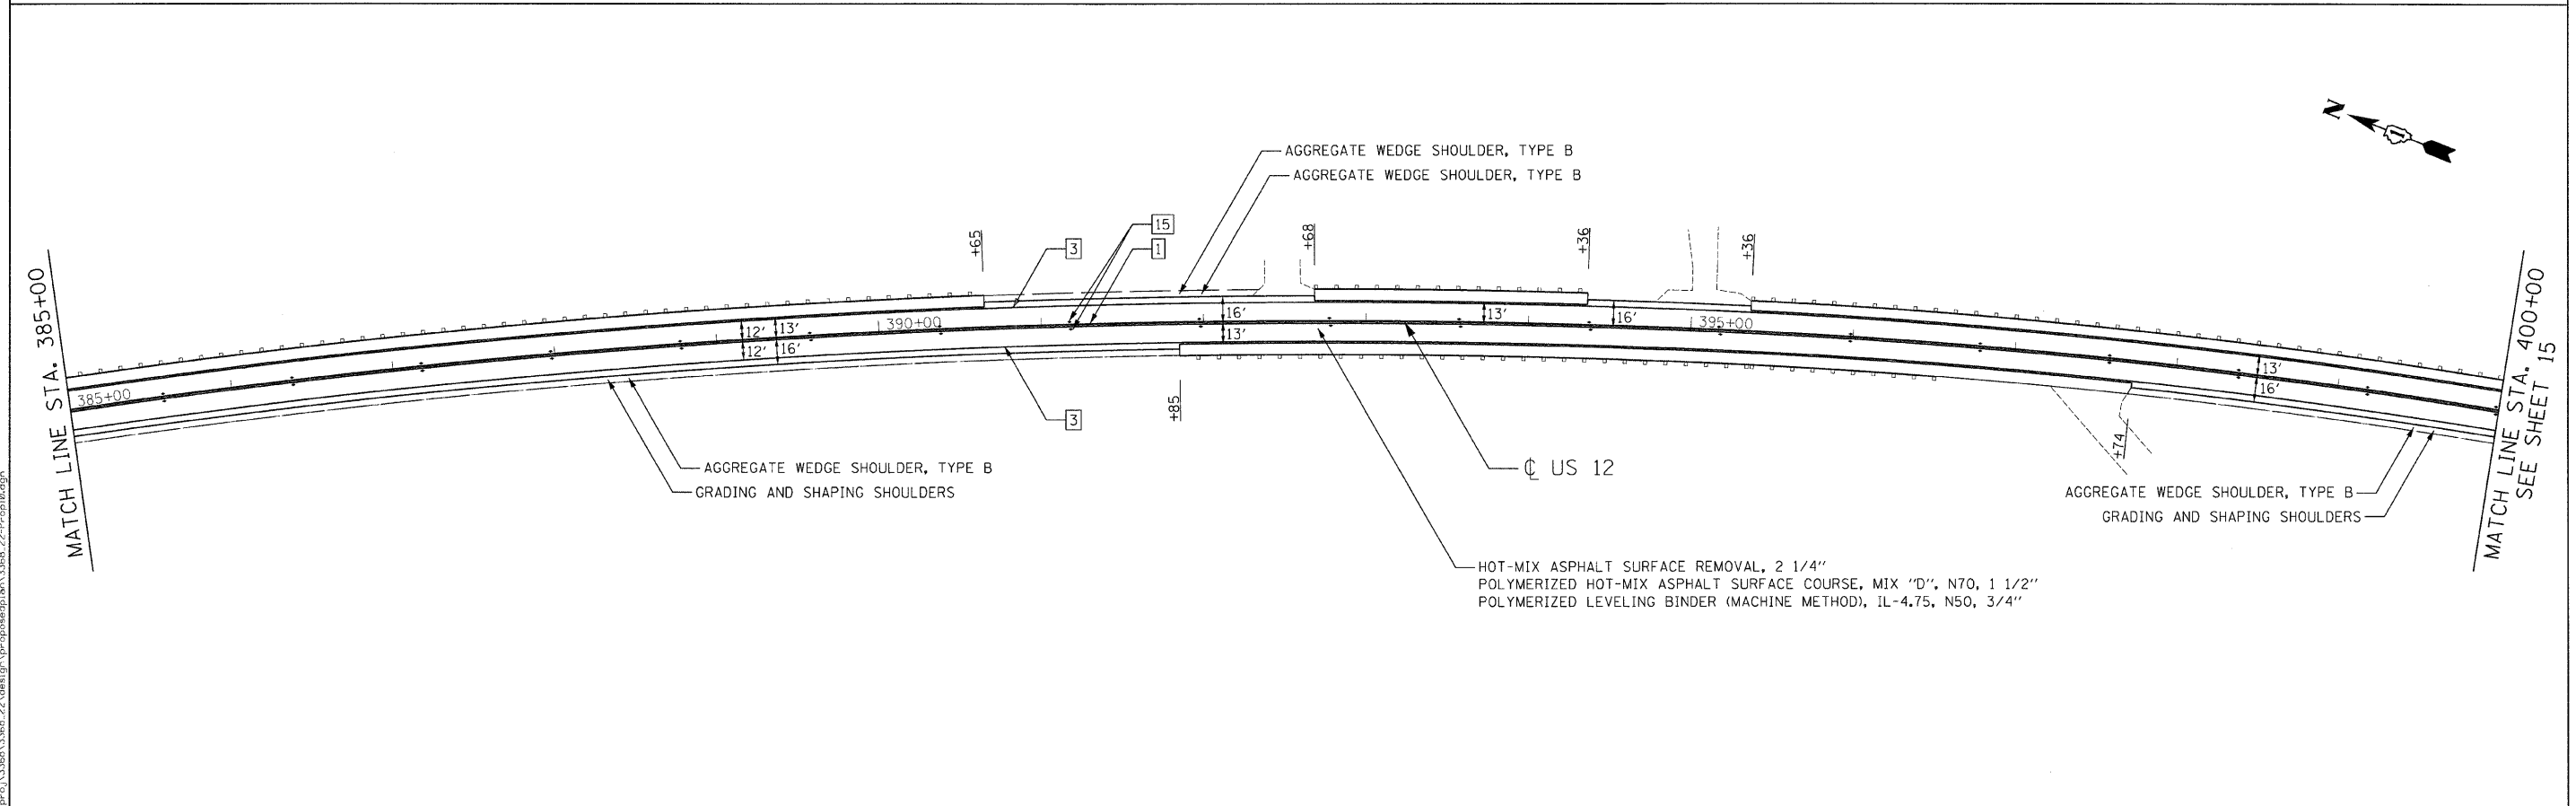 N
AGGREGATE WEDGE SHOULDER, TYPE B
AGGREGATE WEDGE SHOULDER, TYPE B
15
3
1
+65
+68
+36
+36
MATCH LINE STA. 385+00
385+00
12' 13'
12' 16'
390+00
16'
13'
13'
16'
395+00
13'
16'
MATCH LINE STA. 400+00
SEE SHEET 15
3
+85
+74
AGGREGATE WEDGE SHOULDER, TYPE B
GRADING AND SHAPING SHOULDERS
℄ US 12
AGGREGATE WEDGE SHOULDER, TYPE B
GRADING AND SHAPING SHOULDERS
HOT-MIX ASPHALT SURFACE REMOVAL, 2 1/4"
POLYMERIZED HOT-MIX ASPHALT SURFACE COURSE, MIX "D", N70, 1 1/2"
POLYMERIZED LEVELING BINDER (MACHINE METHOD), IL-4.75, N50, 3/4"